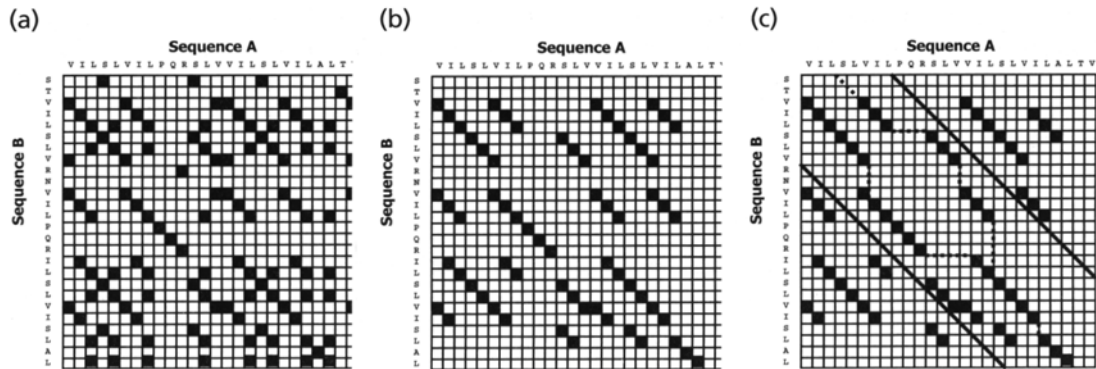 (a)
Sequence A
V I L S L V I L P Q R S L V V I L S L V I L A L T
Sequence B
S
T
V
I
L
S
L
V
R
N
V
I
L
P
Q
R
I
L
S
L
V
I
S
L
A
L
(b)
Sequence A
V I L S L V I L P Q R S L V V I L S L V I L A L T V
Sequence B
S
T
V
I
L
S
L
V
R
N
V
I
L
P
Q
R
I
L
S
L
V
I
S
L
A
L
(c)
Sequence A
V I L S L V I L P Q R S L V V I L S L V I L A L T V
Sequence B
S
T
V
I
L
S
L
V
R
N
V
I
L
P
Q
R
I
L
S
L
V
I
S
L
A
L